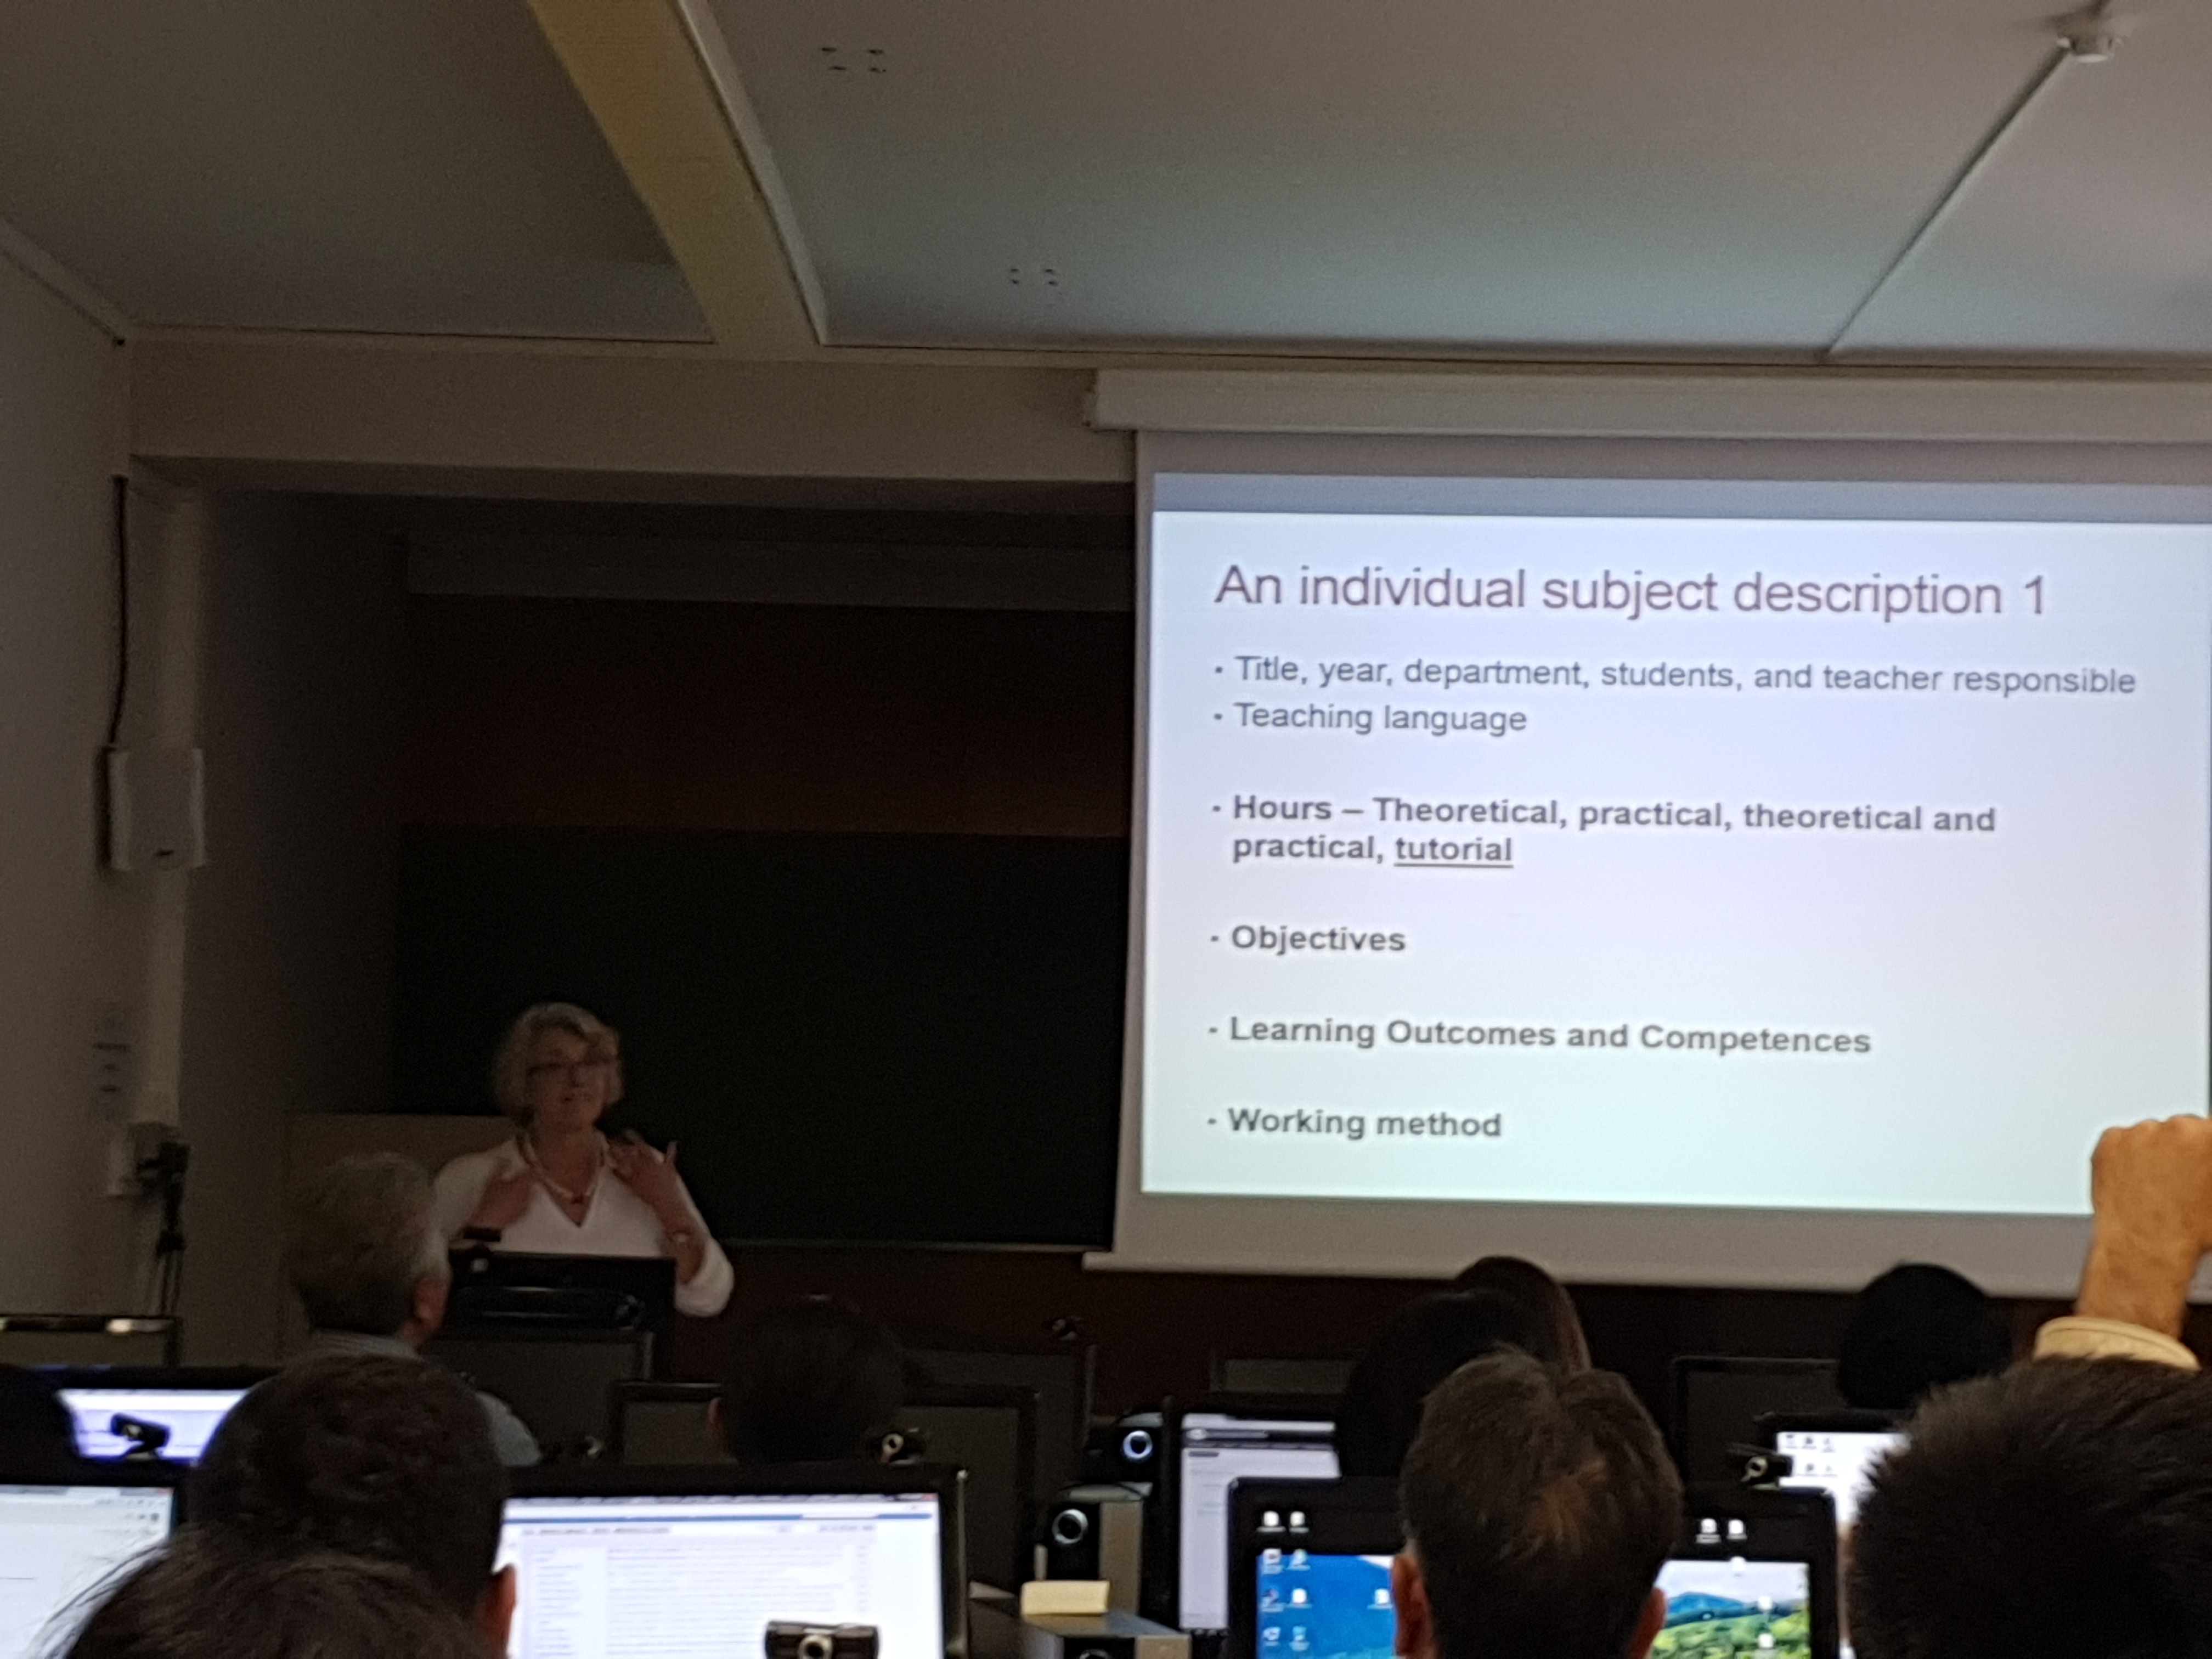 An individual subject description 1
· Title, year, department, students, and teacher responsible
· Teaching language
· Hours – Theoretical, practical, theoretical and
practical, tutorial
· Objectives
· Learning Outcomes and Competences
· Working method